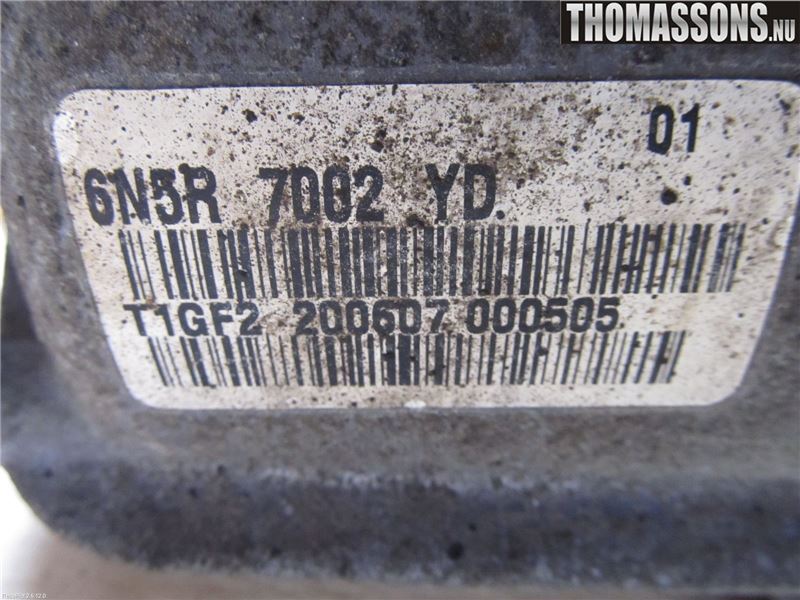 THOMASSONS.NU
01
6N5R 7002 YD.
T1GF2 200607 000505